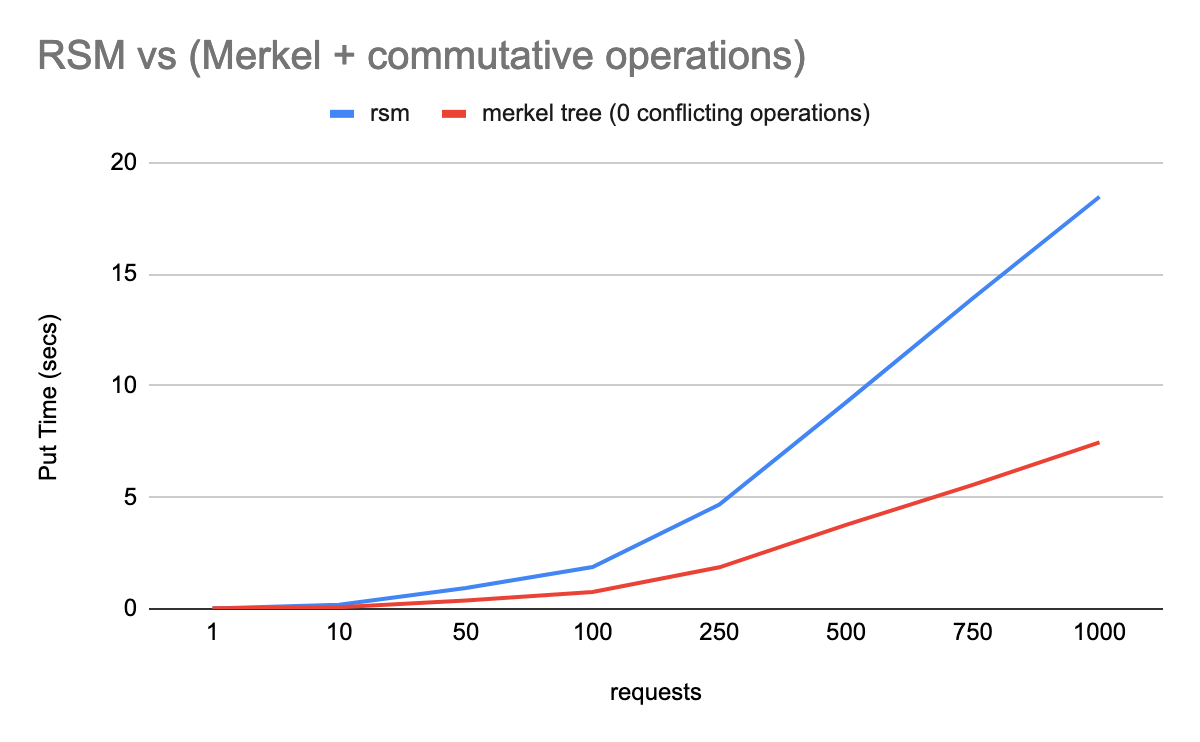 RSM vs (Merkel + commutative operations)
rsm
merkel tree (0 conflicting operations)
20
15
10
5
0
Put Time (secs)
1 10 50 100 250 500 750 1000
requests